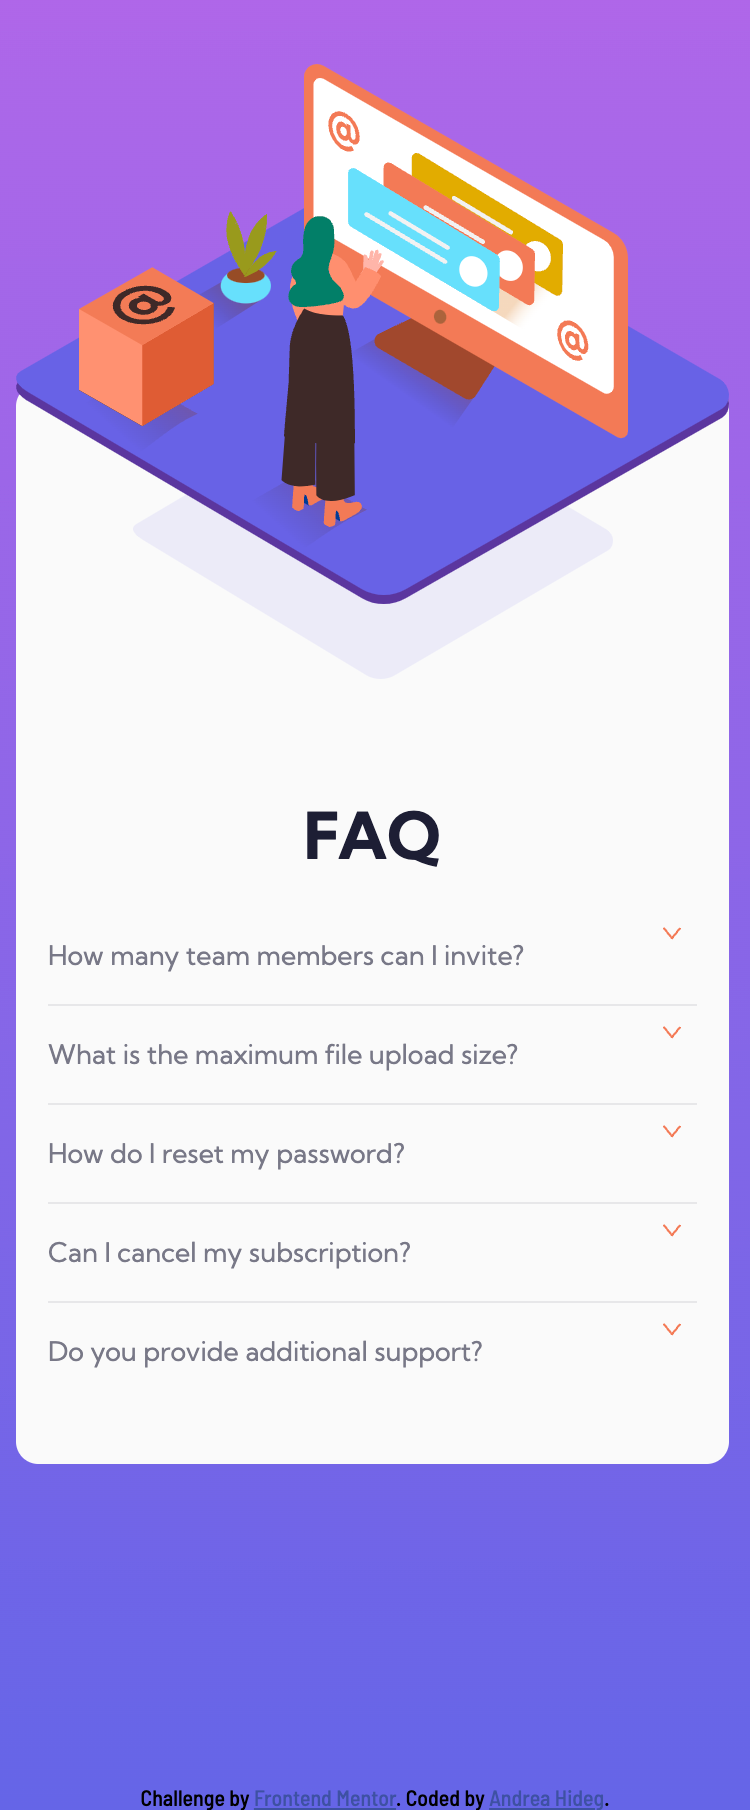 @
@
@
FAQ
How many team members can I invite?
What is the maximum file upload size?
How do I reset my password?
Can I cancel my subscription?
Do you provide additional support?
Challenge by Frontend Mentor. Coded by Andrea Hideg.